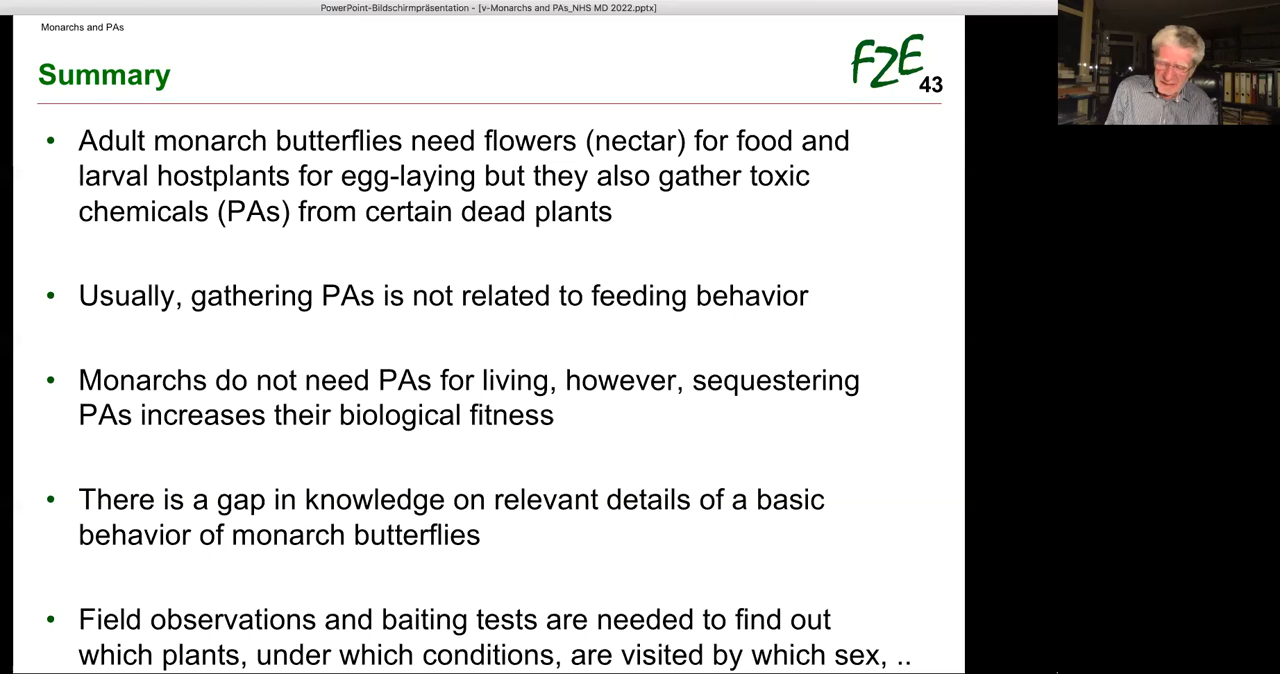 PowerPoint-Bildschirmpräsentation - [v-Monarchs and PAs_NHS MD 2022.pptx]
Monarchs and PAs
Summary
FZE
43
• Adult monarch butterflies need flowers (nectar) for food and
larval hostplants for egg-laying but they also gather toxic
chemicals (PAs) from certain dead plants
• Usually, gathering PAs is not related to feeding behavior
• Monarchs do not need PAs for living, however, sequestering
PAs increases their biological fitness
• There is a gap in knowledge on relevant details of a basic
behavior of monarch butterflies
• Field observations and baiting tests are needed to find out
which plants, under which conditions, are visited by which sex, ..